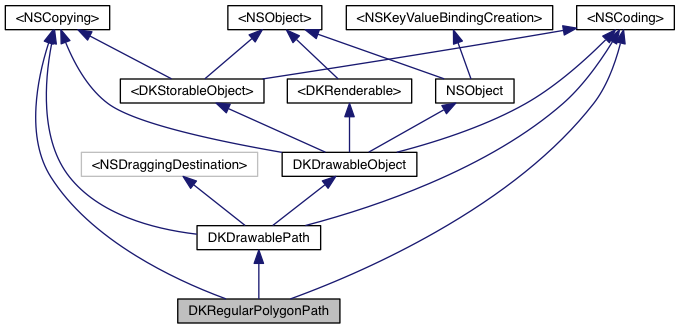 <NSCopying>
<NSObject>
<NSKeyValueBindingCreation>
<NSCoding>
<DKStorableObject>
<DKRenderable>
NSObject
<NSDraggingDestination>
DKDrawableObject
DKDrawablePath
DKRegularPolygonPath